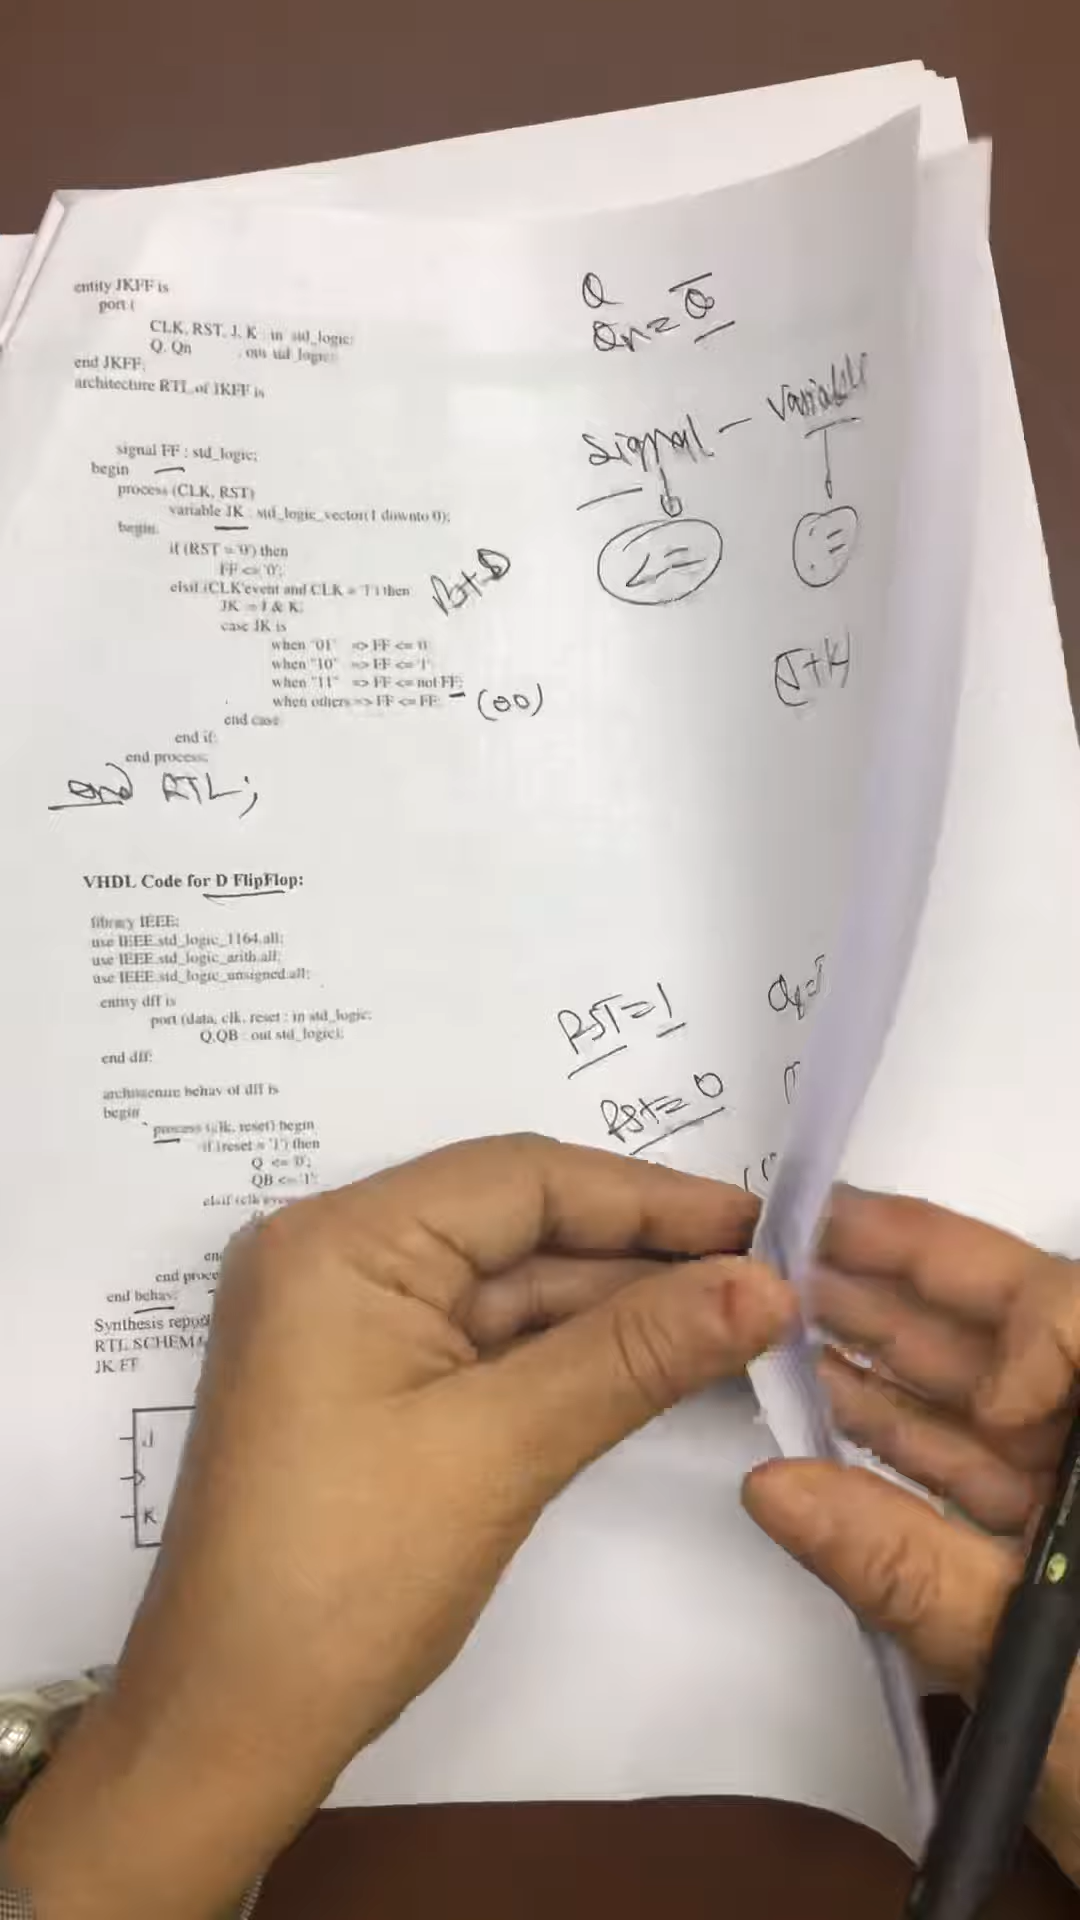 entity JKFF is
port (
CLK, RST, J, K : in std_logic;
Q, Qn : out std_logic);
end JKFF;
architecture RTL of JKFF is
signal FF : std_logic;
begin
process (CLK, RST)
variable JK : std_logic_vector(1 downto 0);
begin
if (RST = '0') then
FF <= '0';
elsif (CLK'event and CLK = '1') then
JK := J & K;
case JK is
when "01" => FF <= '0';
when "10" => FF <= '1';
when "11" => FF <= not FF;
when others => FF <= FF;
end case
end if;
end process;
end RTL;
Q
Qn = Q̅
signal - variable
<= :=
(J+K)
(00)
VHDL Code for D FlipFlop:
library IEEE;
use IEEE.std_logic_1164.all;
use IEEE.std_logic_arith.all;
use IEEE.std_logic_unsigned.all;
entity dff is
port (data, clk, reset : in std_logic;
Q,QB : out std_logic);
end dff;
architecture behav of dff is
begin
process (clk, reset) begin
if (reset = '1') then
Q <= '0';
QB <= '1';
elsif (clk'
end behav;
Synthesis report
RTL
JK FF
J
K
RST=1
Rst=0